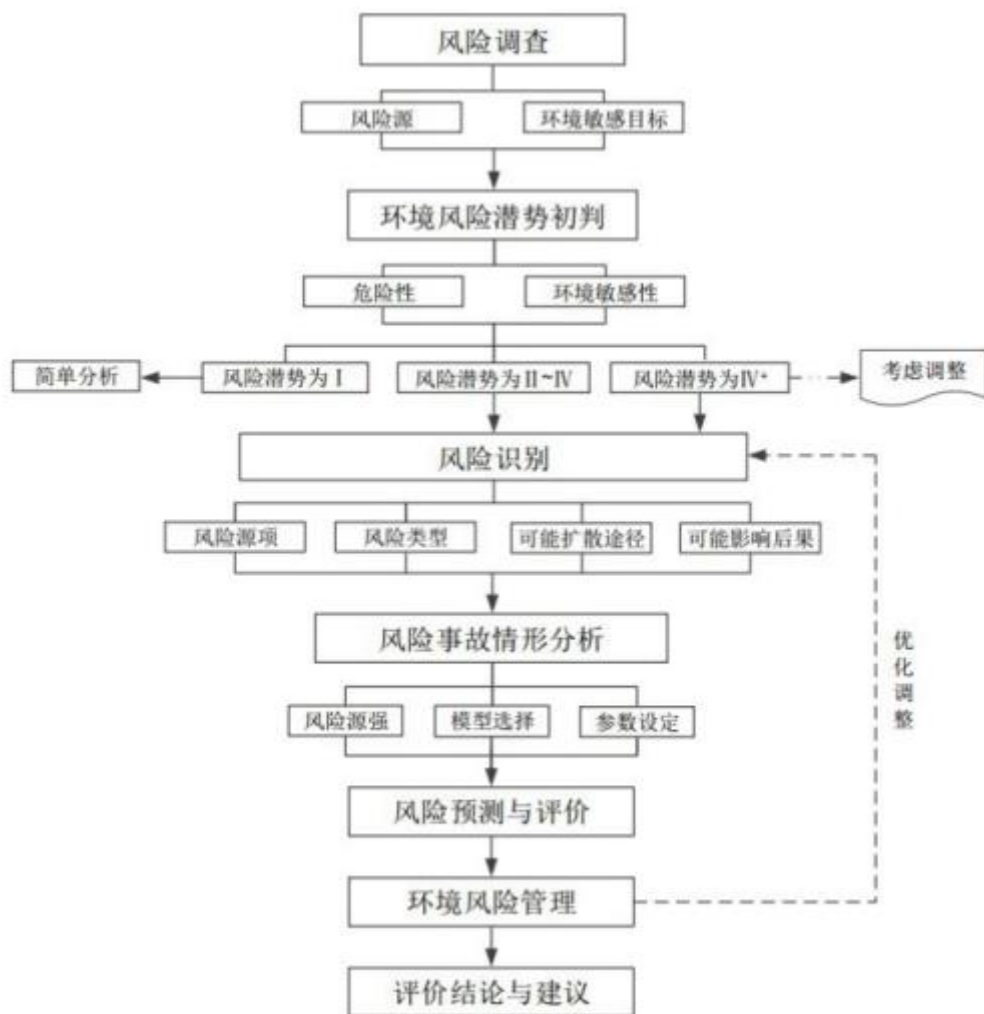 风险调查
风险源
环境敏感目标
环境风险潜势初判
危险性
环境敏感性
简单分析
风险潜势为Ⅰ
风险潜势为Ⅱ~Ⅳ
风险潜势为Ⅳ⁺
考虑调整
风险识别
风险源项
风险类型
可能扩散途径
可能影响后果
风险事故情形分析
优化调整
风险源强
模型选择
参数设定
风险预测与评价
环境风险管理
评价结论与建议